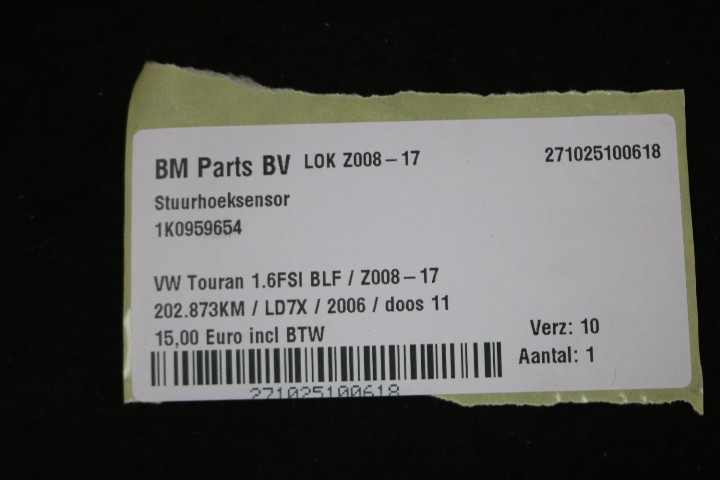 BM Parts BV LOK Z008-17 271025100618
Stuurhoeksensor
1K0959654
VW Touran 1.6FSI BLF / Z008-17
202.873KM / LD7X / 2006 / doos 11
15,00 Euro incl BTW
Verz: 10
Aantal: 1
271025100618